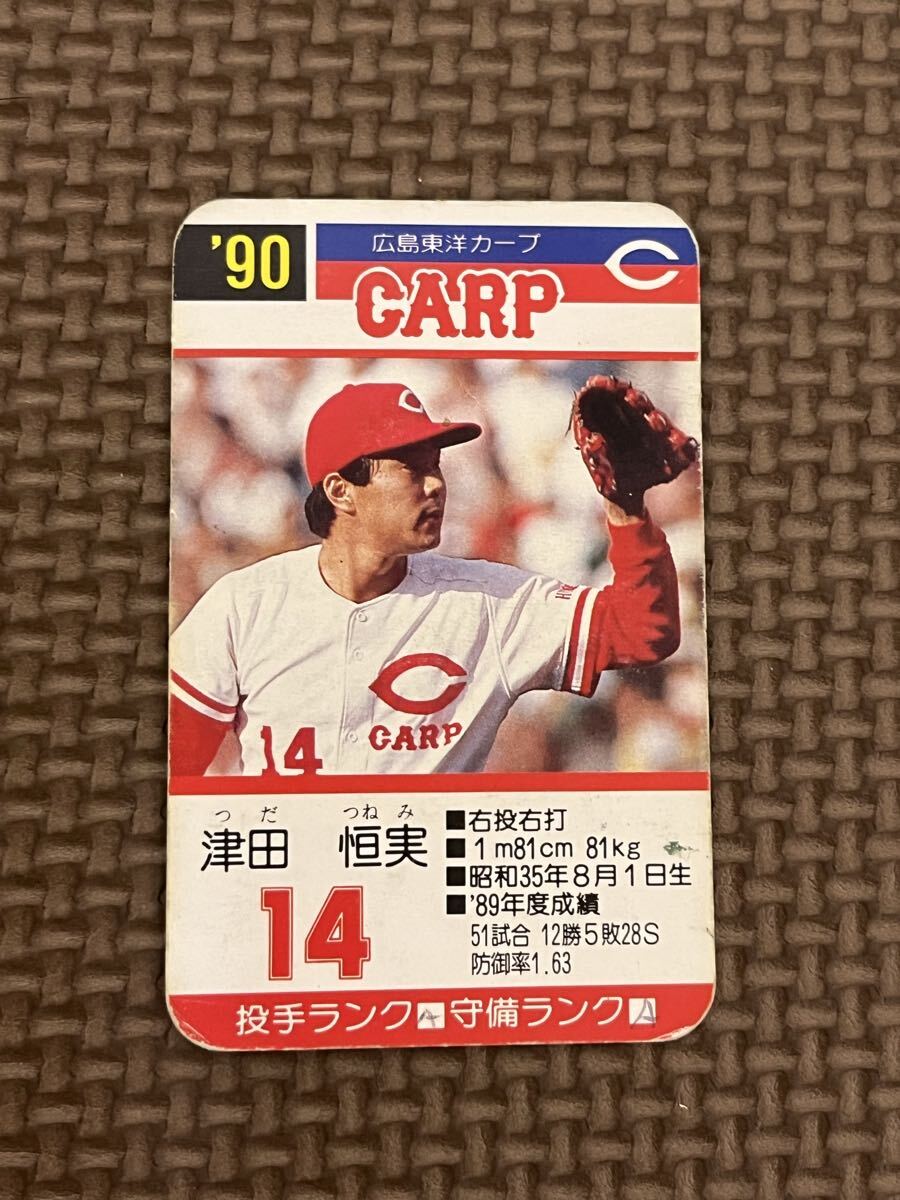 '90
広島東洋カープ
C
CARP
C
C
CARP
14
つだ つねみ
津田 恒実
14
■右投右打
■1m81cm 81kg
■昭和35年8月1日生
■'89年度成績
51試合 12勝5敗28S
防御率1.63
投手ランクA 守備ランクA